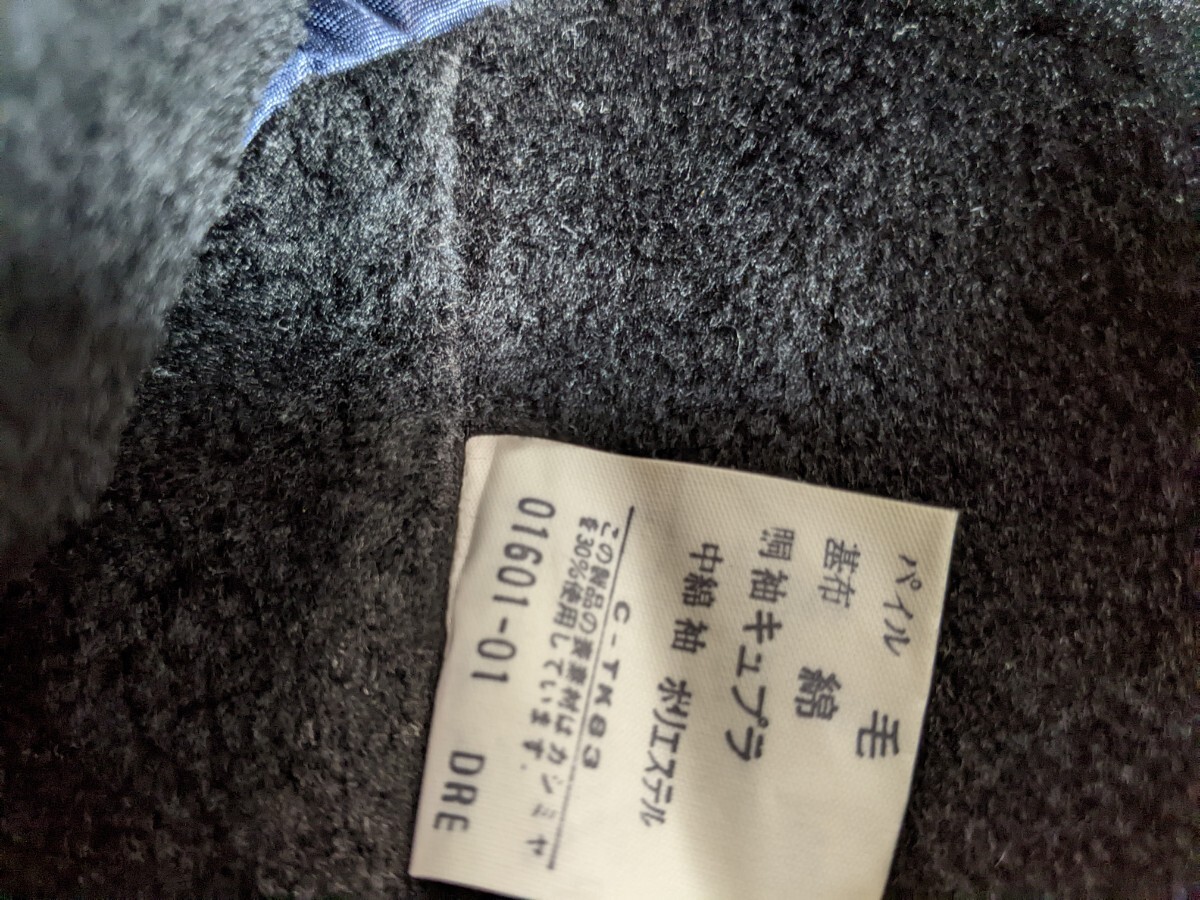 パイル 毛
基布 綿
胴袖 キュプラ
中綿 袖 ポリエステル
C-TK683
この製品の表素材はカシミヤ
を30%使用しています.
01601-01 DRE